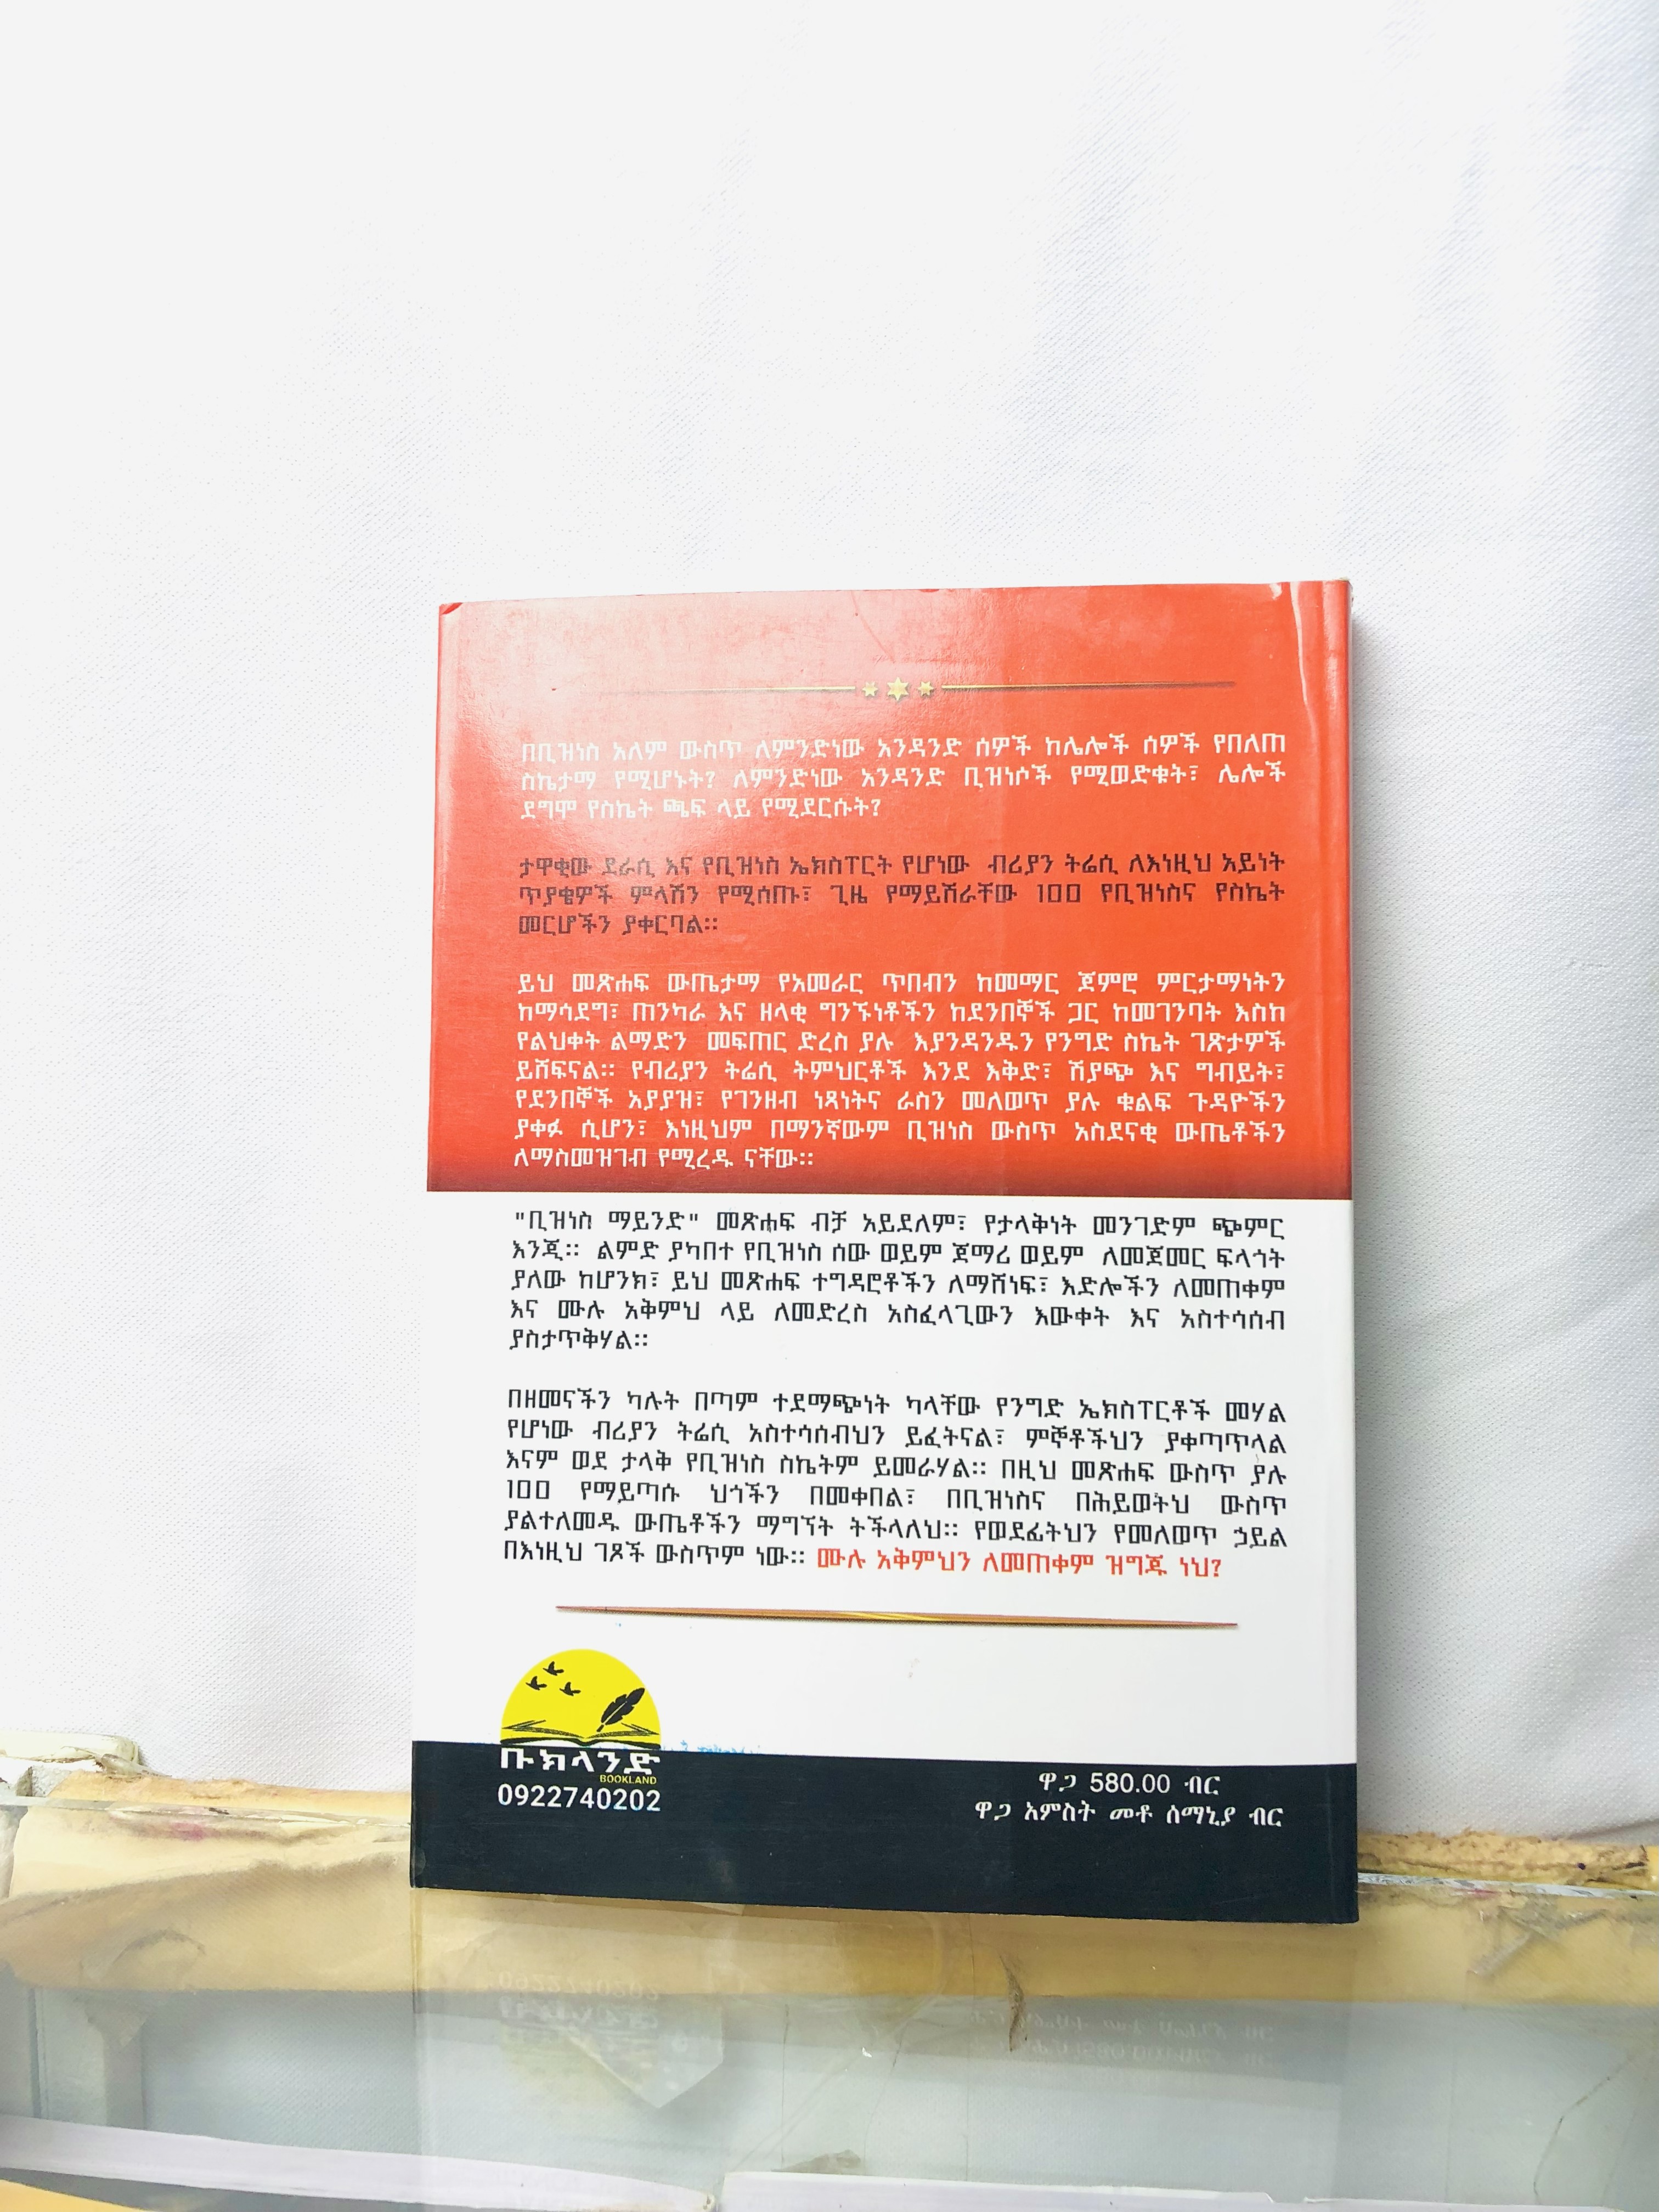 በቢዝነስ አለም ውስጥ ለምንድነው አንዳንድ ሰዎች ከሌሎች ሰዎች የበለጠ
ስኬታማ የሚሆኑት? ለምንድነው አንዳንድ ቢዝነሶች የሚወድቁት፣ ሌሎች
ደግሞ የስኬት ጫፍ ላይ የሚደርሱት?
ታዋቂው ደራሲ እና የቢዝነስ ኤክስፐርት የሆነው ብሪያን ትሬሲ ለእነዚህ አይነት
ጥያቄዎች ምላሽን የሚሰጡ፣ ጊዜ የማይሽራቸው 100 የቢዝነስና የስኬት
መርሆችን ያቀርባል።
ይህ መጽሐፍ ውጤታማ የአመራር ጥበብን ከመማር ጀምሮ ምርታማነትን
ከማሳደግ፣ ጠንካራ እና ዘላቂ ግንኙነቶችን ከደንበኞች ጋር ከመገንባት እስከ
የልህቀት ልማድን መፍጠር ድረስ ያሉ እያንዳንዱን የንግድ ስኬት ገጽታዎች
ይሸፍናል። የብሪያን ትሬሲ ትምህርቶች እንደ እቅድ፣ ሽያጭ እና ግብይት፣
የደንበኞች አያያዝ፣ የገንዘብ ነጻነትና ራስን መለወጥ ያሉ ቁልፍ ጉዳዮችን
ያቀፉ ሲሆን፣ እነዚህም በማንኛውም ቢዝነስ ውስጥ አስደናቂ ውጤቶችን
ለማስመዝገብ የሚረዱ ናቸው።
"ቢዝነስ ማይንድ" መጽሐፍ ብቻ አይደለም፣ የታላቅነት መንገድም ጭምር
እንጂ። ልምድ ያካበተ የቢዝነስ ሰው ወይም ጀማሪ ወይም ለመጀመር ፍላጎት
ያለው ከሆንክ፣ ይህ መጽሐፍ ተግዳሮቶችን ለማሸነፍ፣ እድሎችን ለመጠቀም
እና ሙሉ አቅምህ ላይ ለመድረስ አስፈላጊውን እውቀት እና አስተሳሰብ
ያስታጥቅሃል።
በዘመናችን ካሉት በጣም ተደማጭነት ካላቸው የንግድ ኤክስፐርቶች መሃል
የሆነው ብሪያን ትሬሲ አስተሳሰብህን ይፈትናል፣ ምኞቶችህን ያቀጣጥላል
እናም ወደ ታላቅ የቢዝነስ ስኬትም ይመራሃል። በዚህ መጽሐፍ ውስጥ ያሉ
100 የማይጣሱ ህጎችን በመቀበል፣ በቢዝነስና በሕይወትህ ውስጥ
ያልተለመዱ ውጤቶችን ማግኘት ትችላለህ። የወደፊትህን የመለወጥ ኃይል
በእነዚህ ገጾች ውስጥም ነው። ሙሉ አቅምህን ለመጠቀም ዝግጁ ነህ?
ቡክላንድ
BOOKLAND
0922740202
ዋጋ 580.00 ብር
ዋጋ አምስት መቶ ሰማኒያ ብር